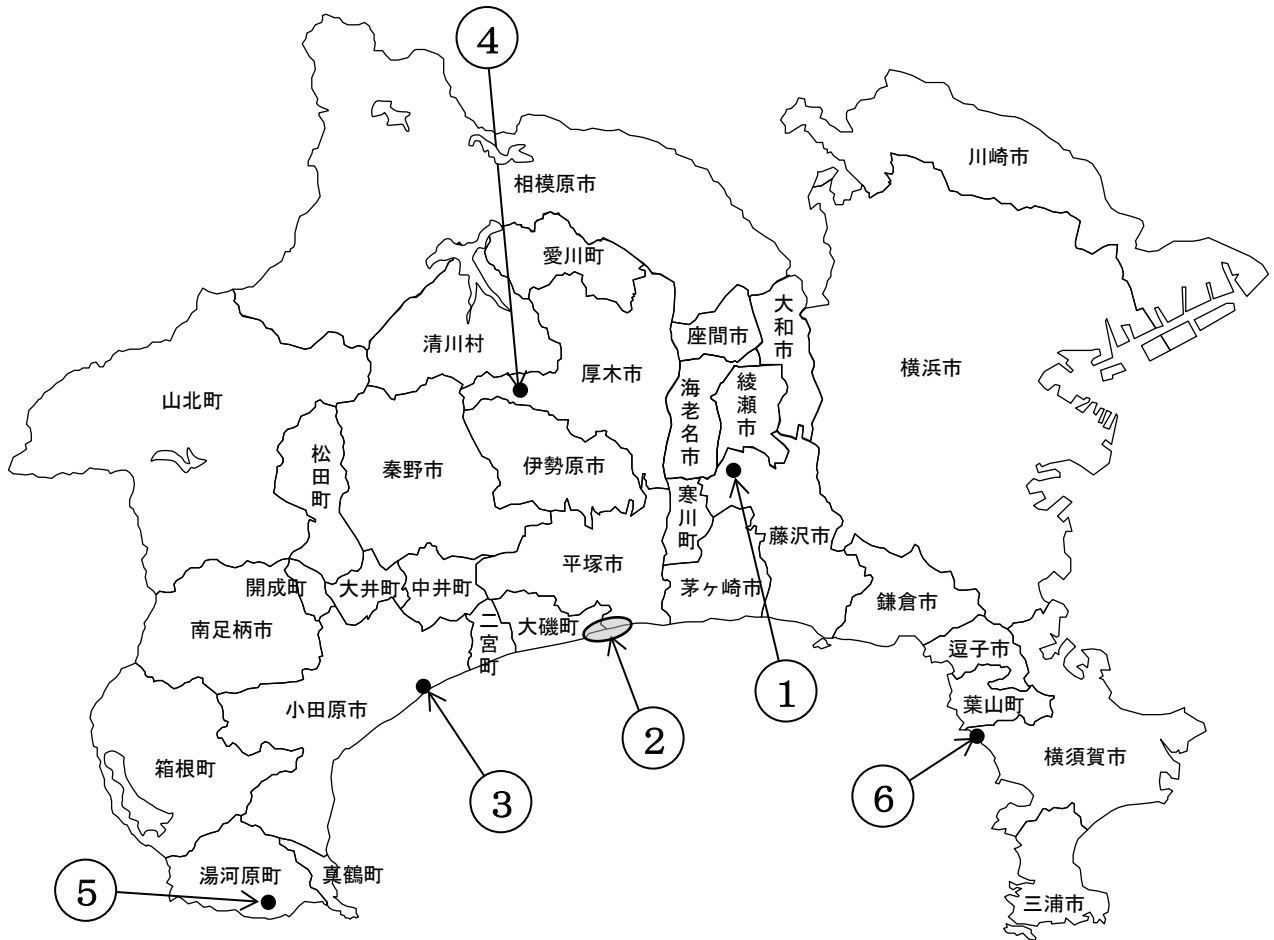 ④
川崎市
相模原市
愛川町
大和市
座間市
清川村
横浜市
厚木市
山北町
海老名市
綾瀬市
松田町
秦野市
伊勢原市
寒川町
藤沢市
平塚市
開成町
大井町
中井町
茅ヶ崎市
鎌倉市
南足柄市
二宮町
大磯町
逗子市
①
葉山町
小田原市
②
横須賀市
箱根町
③
⑥
湯河原町
真鶴町
⑤
三浦市